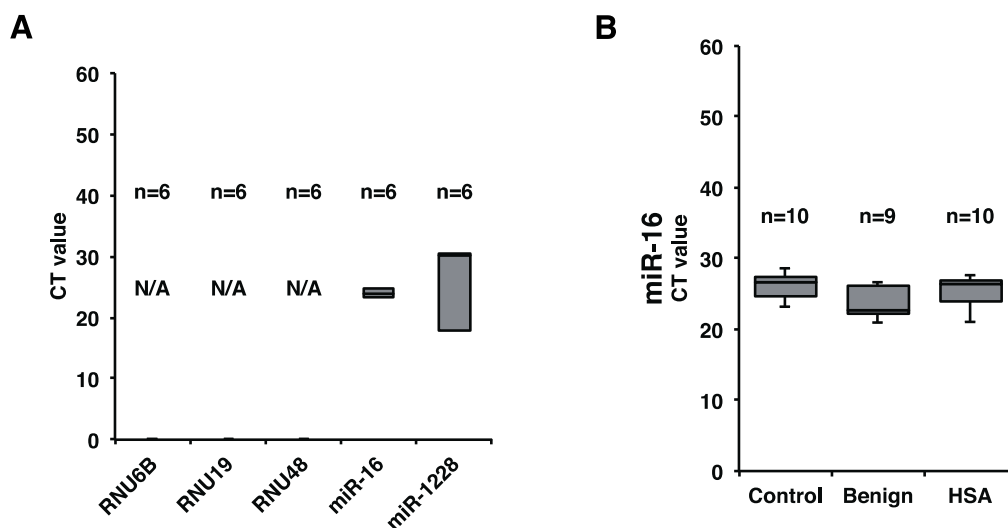 A
60
50
40
30
20
10
0
CT value
n=6 n=6 n=6 n=6 n=6
N/A N/A N/A
RNU6B RNU19 RNU48 miR-16 miR-1228
B
60
50
40
30
20
10
0
miR-16
CT value
n=10 n=9 n=10
Control Benign HSA